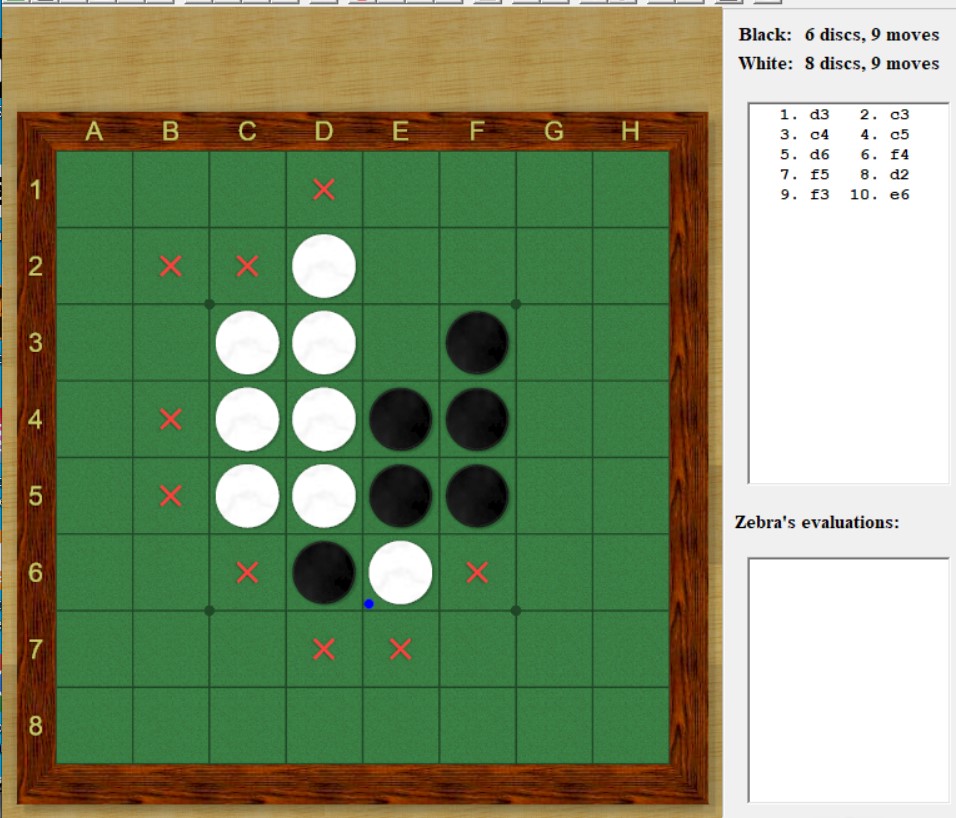 Black: 6 discs, 9 moves
White: 8 discs, 9 moves
A B C D E F G H
1
2
3
4
5
6
7
8
1. d3 2. c3
3. c4 4. c5
5. d6 6. f4
7. f5 8. d2
9. f3 10. e6
Zebra's evaluations: